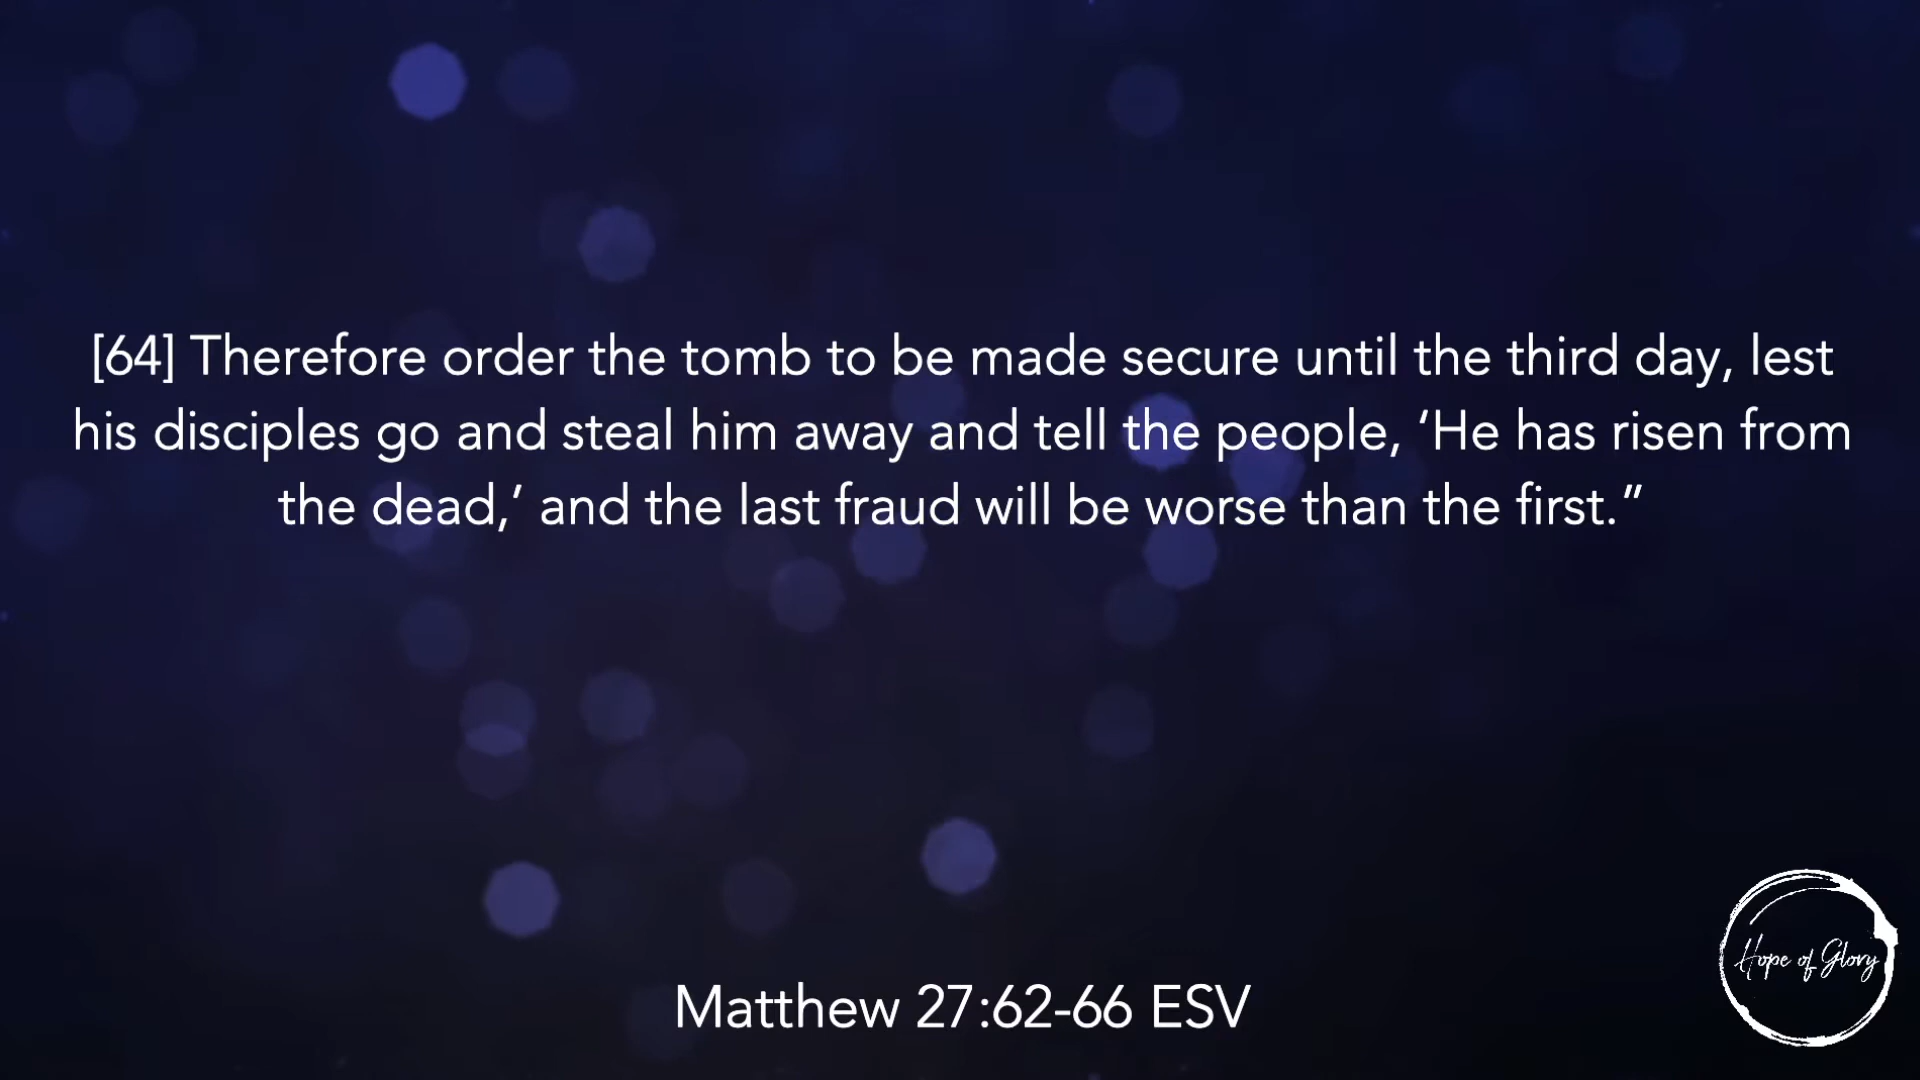 [64] Therefore order the tomb to be made secure until the third day, lest
his disciples go and steal him away and tell the people, ‘He has risen from
the dead,’ and the last fraud will be worse than the first.”
Matthew 27:62-66 ESV
Hope of Glory